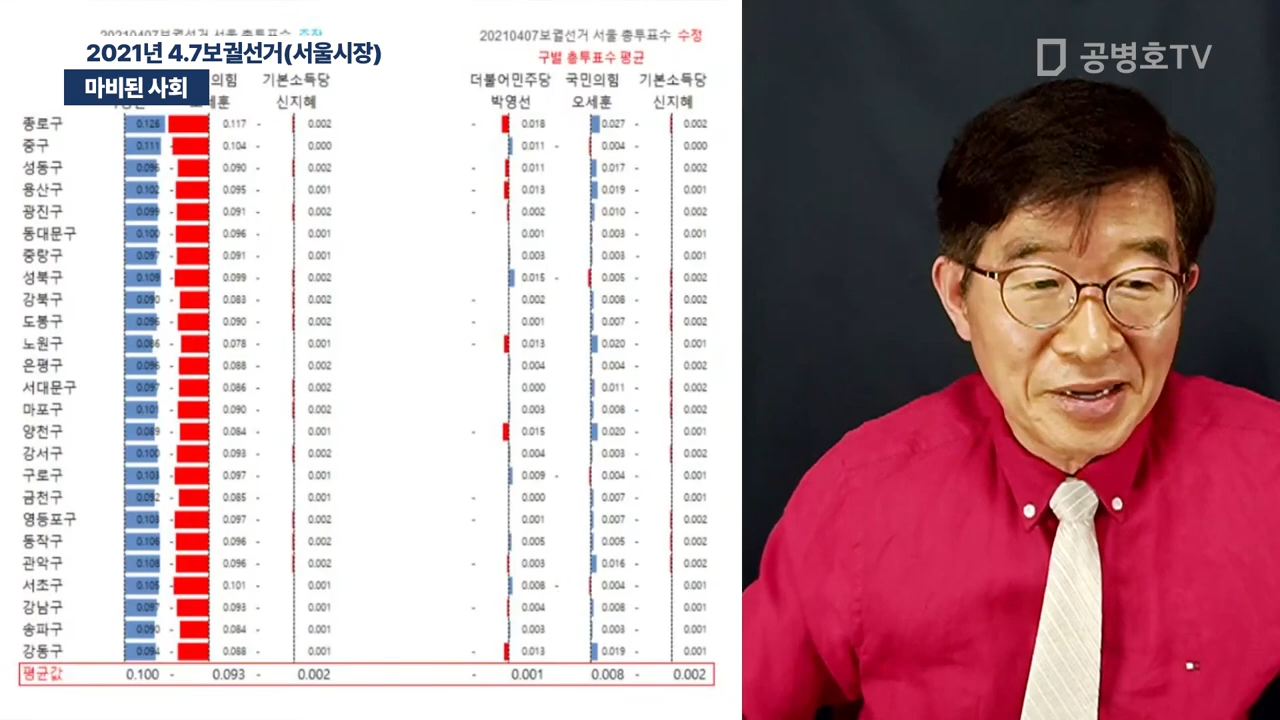 20210407보궐선거 서울 총투표수
20210407보궐선거 서울 총투표수 수정
2021년 4.7보궐선거(서울시장)
구별 총투표수 평균
공병호TV
마비된 사회
의힘 기본소득당
더불어민주당 국민의힘 기본소득당
세훈 신지혜
박영선 오세훈 신지혜
종로구 0.126 0.117 - 0.002 - 0.018 0.027 - 0.002
중구 0.111 - 0.104 - 0.000 0.011 - 0.004 - 0.000
성동구 0.096 - 0.090 - 0.002 - 0.011 0.017 - 0.002
용산구 0.102 - 0.095 - 0.001 - 0.013 0.019 - 0.001
광진구 0.099 - 0.091 - 0.002 - 0.002 0.010 - 0.002
동대문구 0.100 - 0.096 - 0.001 0.001 0.003 - 0.001
중랑구 0.097 - 0.091 - 0.001 0.003 0.003 - 0.001
성북구 0.109 0.099 - 0.002 0.015 - 0.005 - 0.002
강북구 0.090 - 0.083 - 0.002 - 0.002 0.008 - 0.002
도봉구 0.096 - 0.090 - 0.002 - 0.001 0.007 - 0.002
노원구 0.086 - 0.078 - 0.001 - 0.013 0.020 - 0.001
은평구 0.096 - 0.088 - 0.002 0.004 0.004 - 0.002
서대문구 0.097 - 0.086 - 0.002 0.000 0.011 - 0.002
마포구 0.101 - 0.090 - 0.002 0.003 0.008 - 0.002
양천구 0.089 - 0.084 - 0.001 - 0.015 0.020 - 0.001
강서구 0.100 - 0.093 - 0.002 0.004 0.003 - 0.002
구로구 0.103 - 0.097 - 0.001 0.009 - 0.004 - 0.001
금천구 0.092 - 0.085 - 0.001 - 0.000 0.007 - 0.001
영등포구 0.103 - 0.097 - 0.002 - 0.001 0.007 - 0.002
동작구 0.106 - 0.096 - 0.002 0.005 0.005 - 0.002
관악구 0.108 - 0.096 - 0.002 - 0.003 0.016 - 0.002
서초구 0.105 - 0.101 - 0.001 0.008 - 0.004 - 0.001
강남구 0.097 - 0.093 - 0.001 - 0.004 0.008 - 0.001
송파구 0.090 - 0.084 - 0.001 0.003 0.003 - 0.001
강동구 0.094 - 0.088 - 0.001 - 0.013 0.019 - 0.001
평균값 0.100 - 0.093 - 0.002 - 0.001 0.008 - 0.002